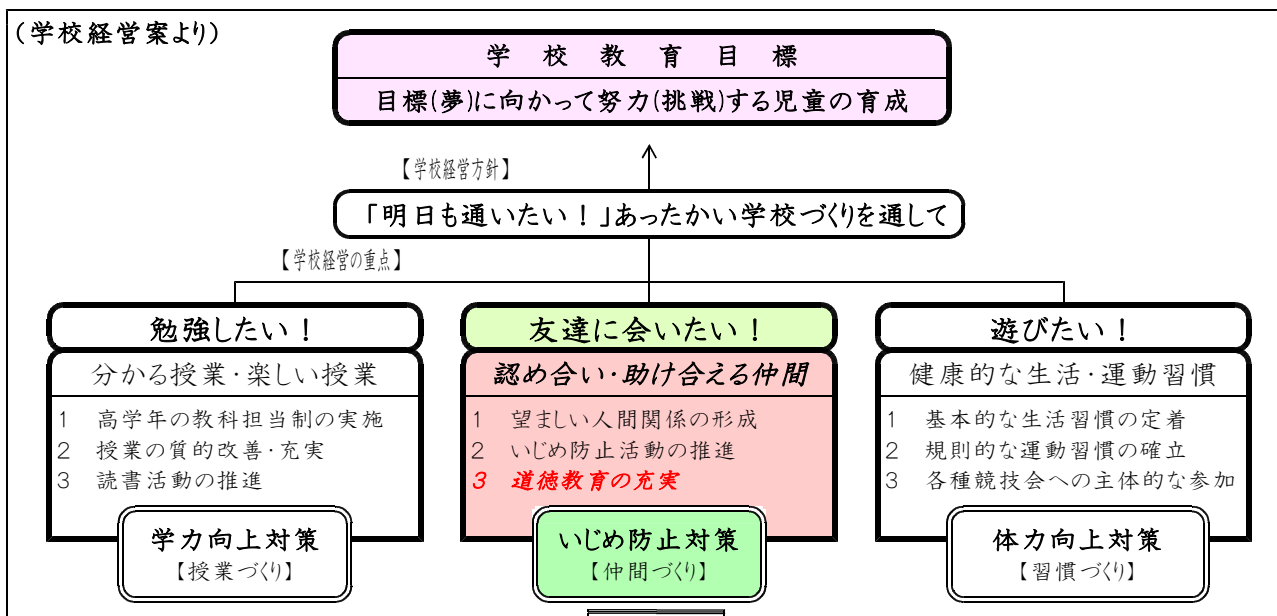 (学校経営案より)
学校教育目標
目標(夢)に向かって努力(挑戦)する児童の育成
【学校経営方針】
「明日も通いたい！」あったかい学校づくりを通して
【学校経営の重点】
勉強したい！
分かる授業・楽しい授業
1 高学年の教科担当制の実施
2 授業の質的改善・充実
3 読書活動の推進
学力向上対策
【授業づくり】
友達に会いたい！
認め合い・助け合える仲間
1 望ましい人間関係の形成
2 いじめ防止活動の推進
3 道徳教育の充実
いじめ防止対策
【仲間づくり】
遊びたい！
健康的な生活・運動習慣
1 基本的な生活習慣の定着
2 規則的な運動習慣の確立
3 各種競技会への主体的な参加
体力向上対策
【習慣づくり】